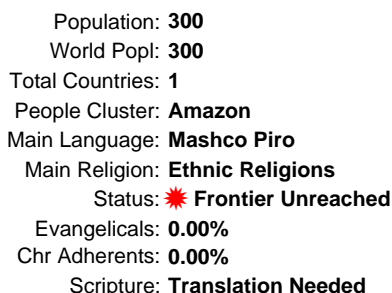 Population: 300
World Popl: 300
Total Countries: 1
People Cluster: Amazon
Main Language: Mashco Piro
Main Religion: Ethnic Religions
Status: Frontier Unreached
Evangelicals: 0.00%
Chr Adherents: 0.00%
Scripture: Translation Needed